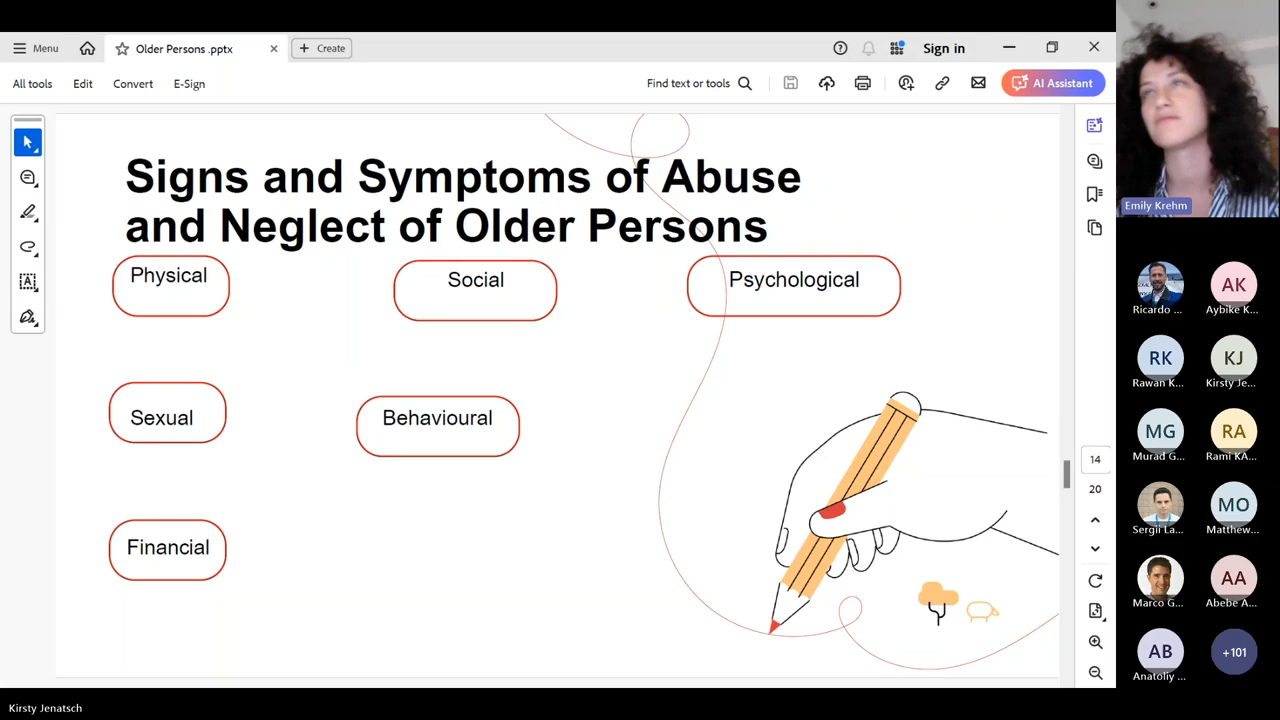 Menu
Older Persons .pptx
Create
Sign in
All tools
Edit
Convert
E-Sign
Find text or tools
AI Assistant
Signs and Symptoms of Abuse
and Neglect of Older Persons
Physical
Social
Psychological
Sexual
Behavioural
Financial
14
20
Emily Krehm
Ricardo ...
AK
Aybike K...
RK
Rawan K...
KJ
Kirsty Je...
MG
Murad G...
RA
Rami KA...
Sergii La...
MO
Matthew...
Marco G...
AA
Abebe A...
AB
Anatoliy ...
+101
Kirsty Jenatsch